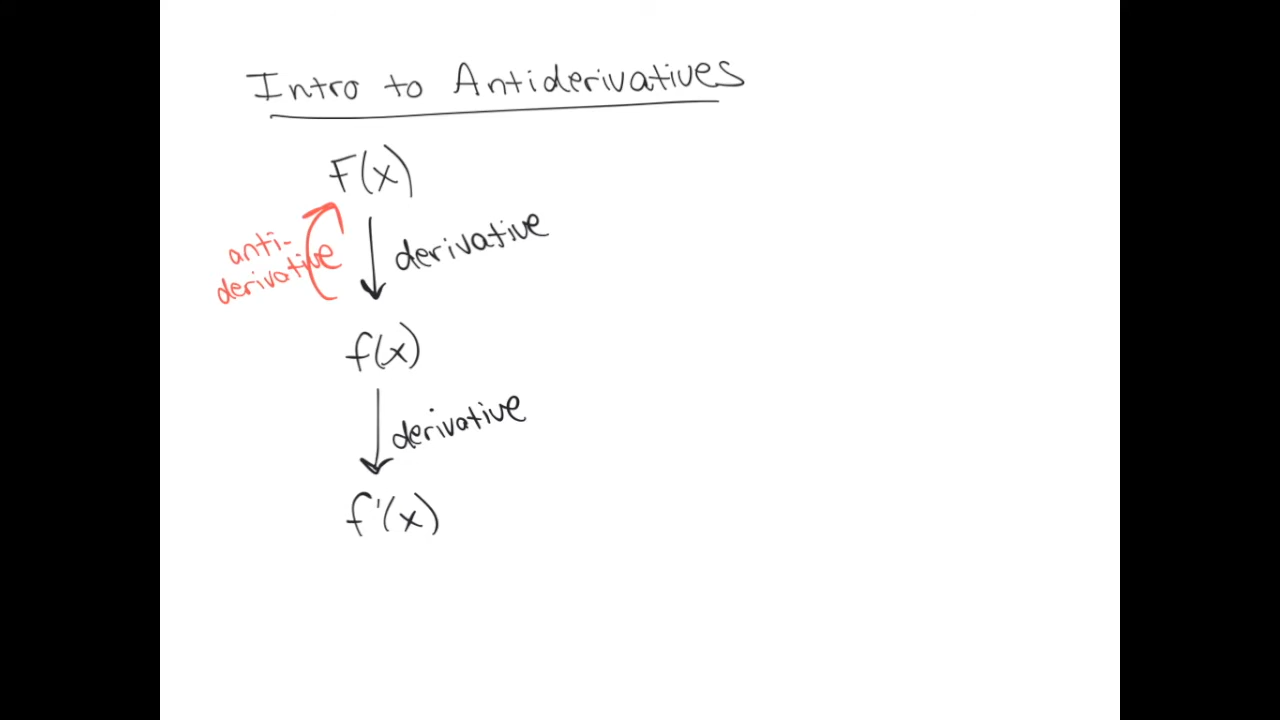 Intro to Antiderivatives
F(x)
derivative
anti-
derivative
f(x)
derivative
f'(x)